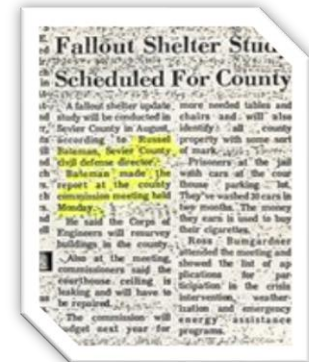 Fallout Shelter Stu
Scheduled For County
A fallout shelter update
study will be conducted in
Sevier County in August,
according to Russel
Bateman, Sevier County
civil defense director.
Bateman made the
report at the county
commission meeting held
Monday.
He said the Corps of
Engineers will resurvey
buildings in the county.
Also at the meeting,
commissioners said the
courthouse ceiling is
leaking and will have to
be repaired.
The commission will
budget next year for
more needed tables and
chairs and will also
identify all county
property with some sort
of mark.
Prisoners at the jail
wash cars at the cour
thouse parking lot.
They've washed 30 cars in
two months. The money
they earn is used to buy
their cigarettes.
Ross Bumgardner
attended the meeting and
showed the list of ap
plications for par
ticipation in the crisis
intervention, weather
ization and emergency
energy assistance
programs.